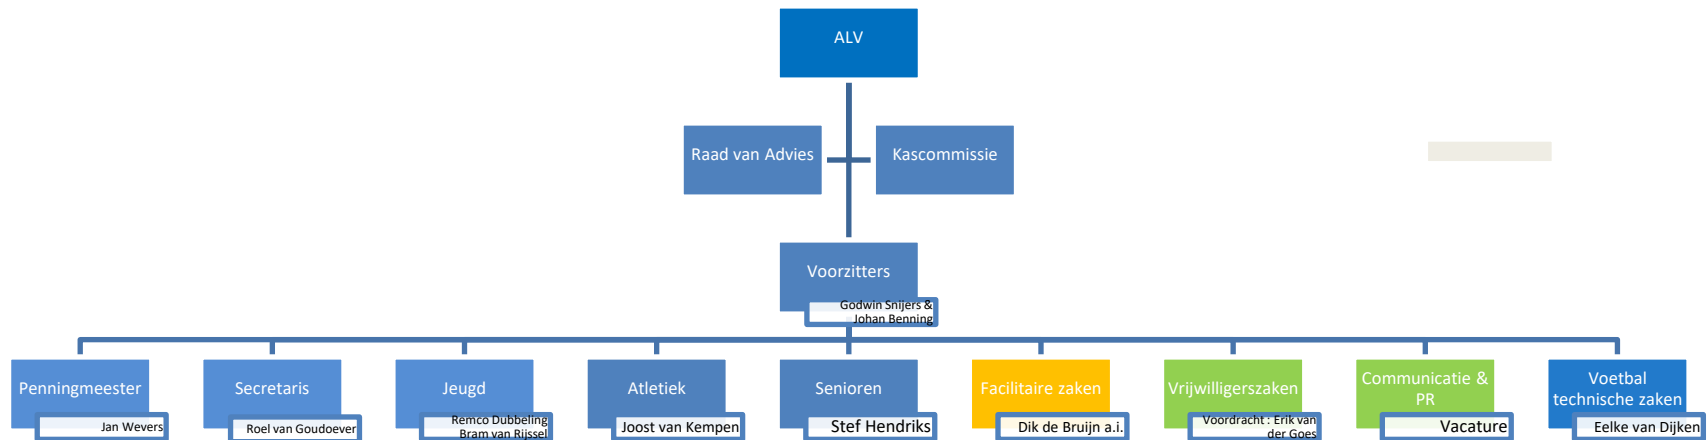 ALV
Raad van Advies
Kascommissie
Voorzitters
Godwin Snijers &
Johan Benning
Penningmeester
Jan Wevers
Secretaris
Roel van Goudoever
Jeugd
Remco Dubbeling
Bram van Rijssel
Atletiek
Joost van Kempen
Senioren
Stef Hendriks
Facilitaire zaken
Dik de Bruijn a.i.
Vrijwilligerszaken
Voordracht : Erik van
der Goes
Communicatie &
PR
Vacature
Voetbal
technische zaken
Eelke van Dijken